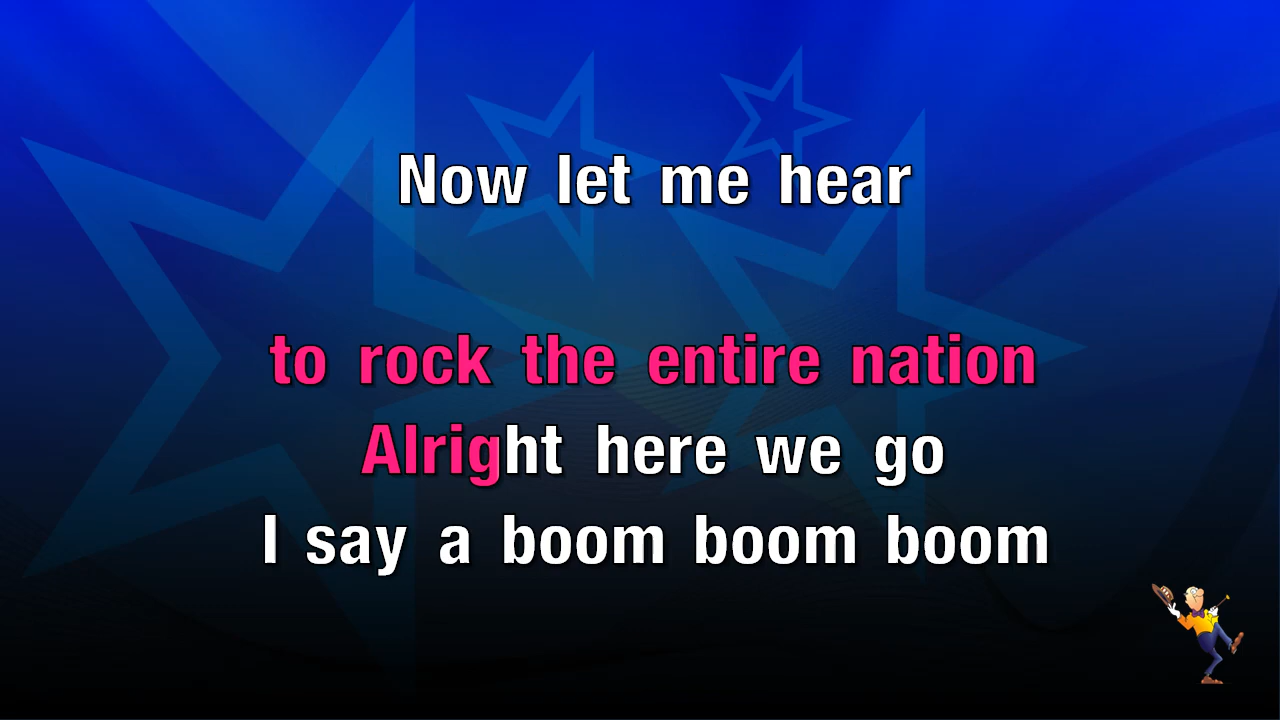 Now let me hear
to rock the entire nation
Alright here we go
I say a boom boom boom